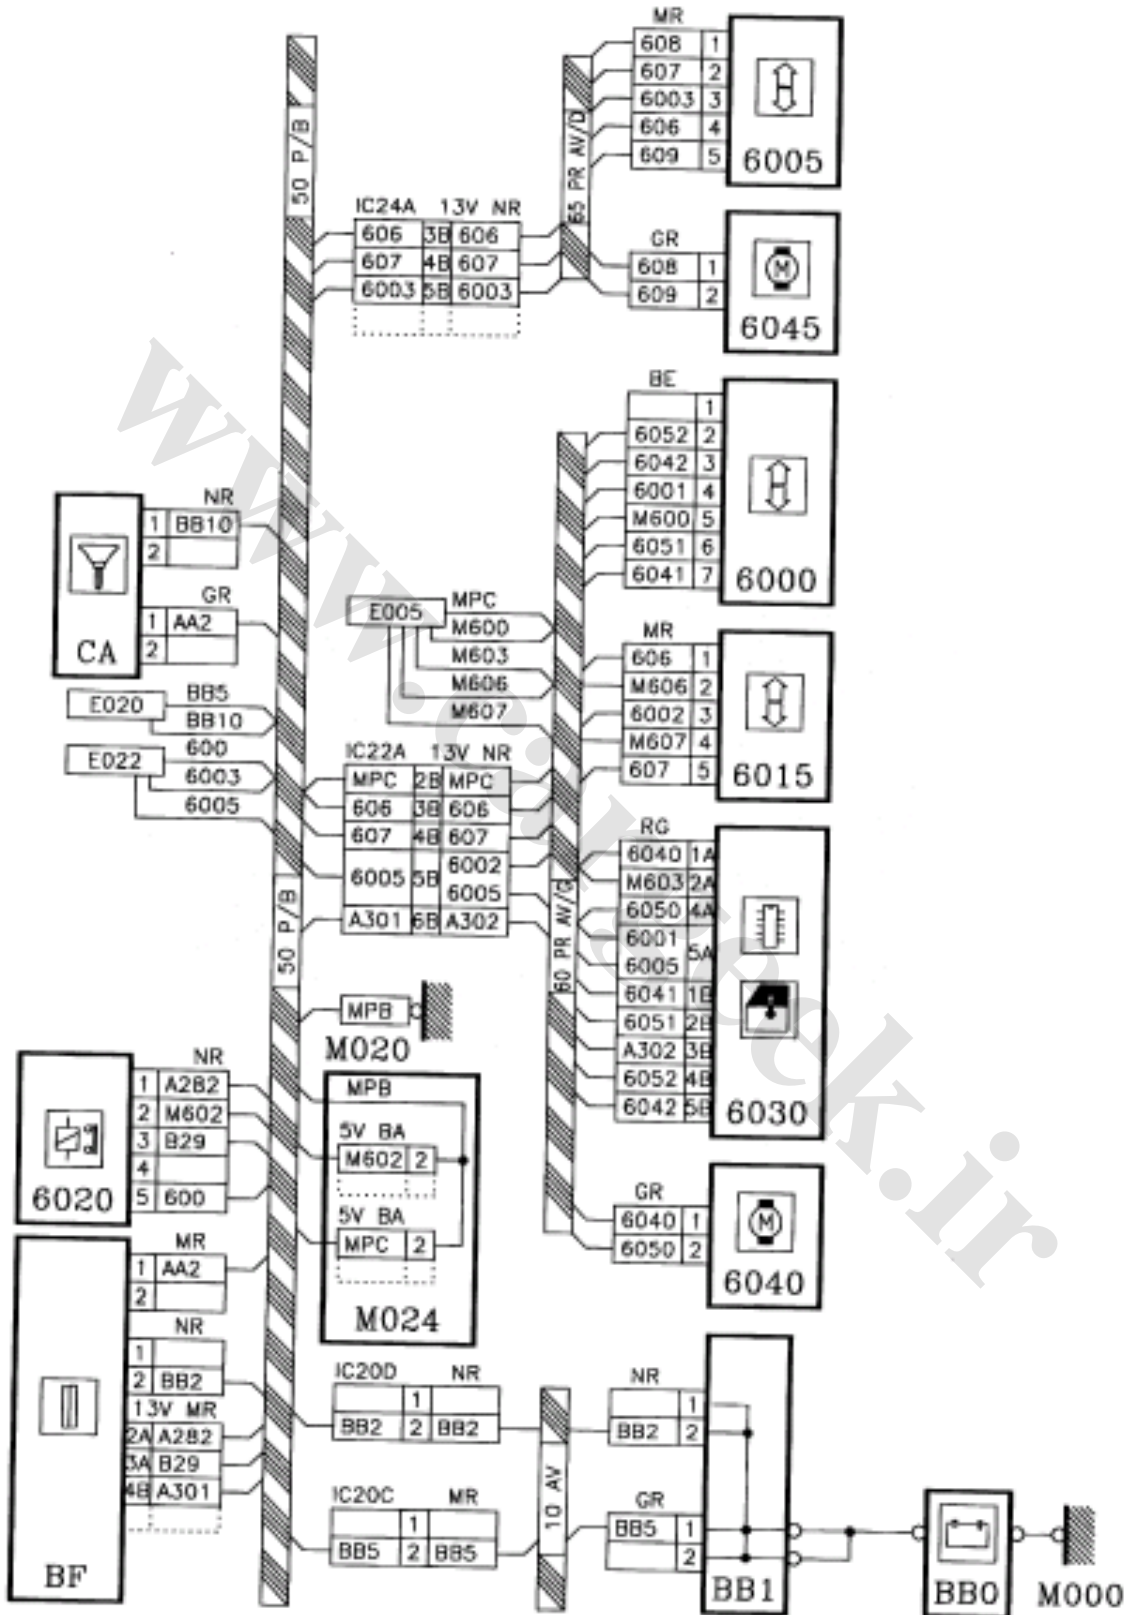 MR
608 1
607 2
6003 3
606 4
609 5
6005
50 P/B
65 PR AV/D
IC24A 13V NR
606 3B 606
607 4B 607
6003 5B 6003
GR
608 1
609 2
M
6045
BE
1
6052 2
6042 3
6001 4
M600 5
6051 6
6041 7
6000
NR
1 BB10
2
GR
1 AA2
2
CA
E005
MPC
M600
M603
M606
M607
MR
606 1
M606 2
6002 3
M607 4
607 5
6015
E020
BB5
BB10
E022
600
6003
6005
IC22A 13V NR
MPC 2B MPC
606 3B 606
607 4B 607
6005 5B 6002
6005
A301 6B A302
50 P/B
60 PR AV/G
RG
6040 1A
M603 2A
6050 4A
6001 5A
6005
6041 1B
6051 2B
A302 3B
6052 4B
6042 5B
6030
MPB
M020
NR
1 A282
2 M602
3 B29
4
5 600
6020
MPB
5V BA
M602 2
5V BA
MPC 2
M024
GR
6040 1
6050 2
M
6040
MR
1 AA2
2
NR
1
2 BB2
13V MR
2A A282
3A B29
4B A301
BF
IC20D NR
1
BB2 2 BB2
IC20C MR
1
BB5 2 BB5
10 AV
NR
1
BB2 2
GR
BB5 1
2
BB1
BB0
M000
www.cargeek.ir